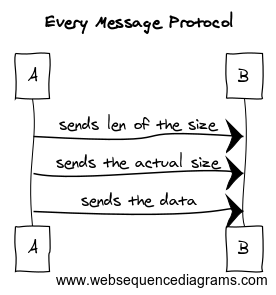 Every Message Protocol
A
B
sends len of the size
sends the actual size
sends the data
A
B
www.websequencediagrams.com